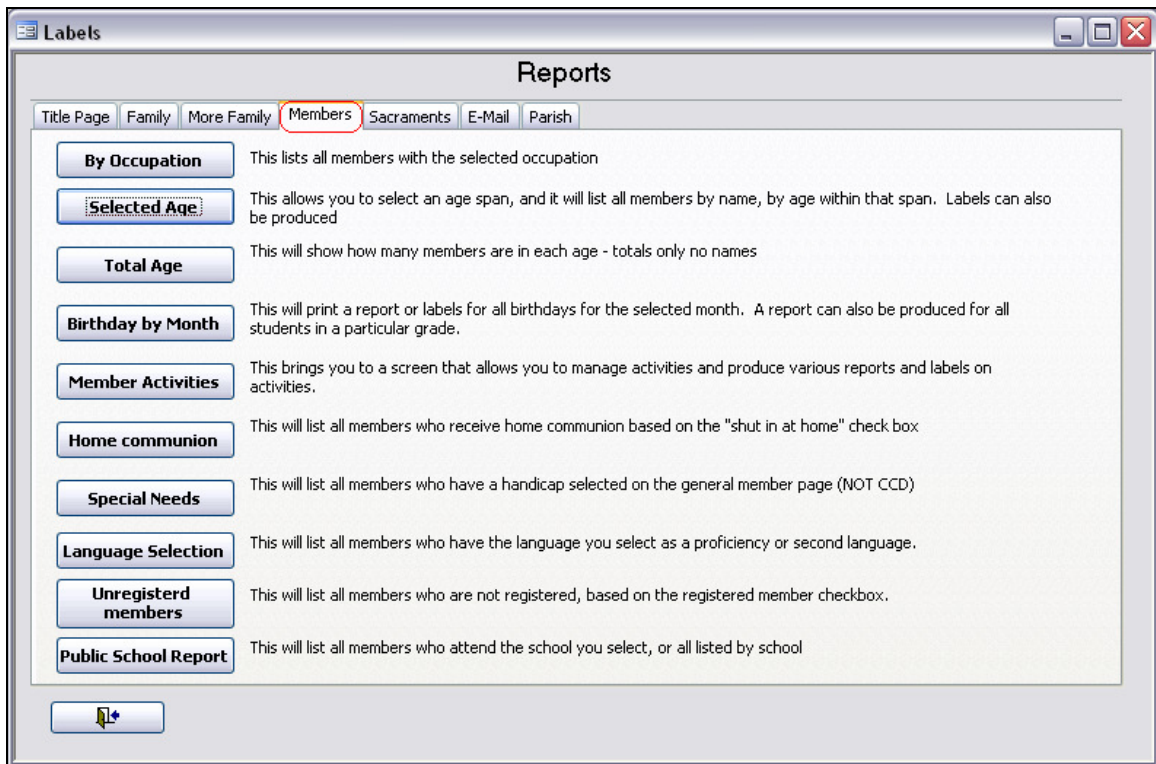 Labels
Reports
Title Page Family More Family Members Sacraments E-Mail Parish
By Occupation This lists all members with the selected occupation
Selected Age This allows you to select an age span, and it will list all members by name, by age within that span. Labels can also
be produced
Total Age This will show how many members are in each age - totals only no names
Birthday by Month This will print a report or labels for all birthdays for the selected month. A report can also be produced for all
students in a particular grade.
Member Activities This brings you to a screen that allows you to manage activities and produce various reports and labels on
activities.
Home communion This will list all members who receive home communion based on the "shut in at home" check box
Special Needs This will list all members who have a handicap selected on the general member page (NOT CCD)
Language Selection This will list all members who have the language you select as a proficiency or second language.
Unregisterd
members This will list all members who are not registered, based on the registered member checkbox.
Public School Report This will list all members who attend the school you select, or all listed by school